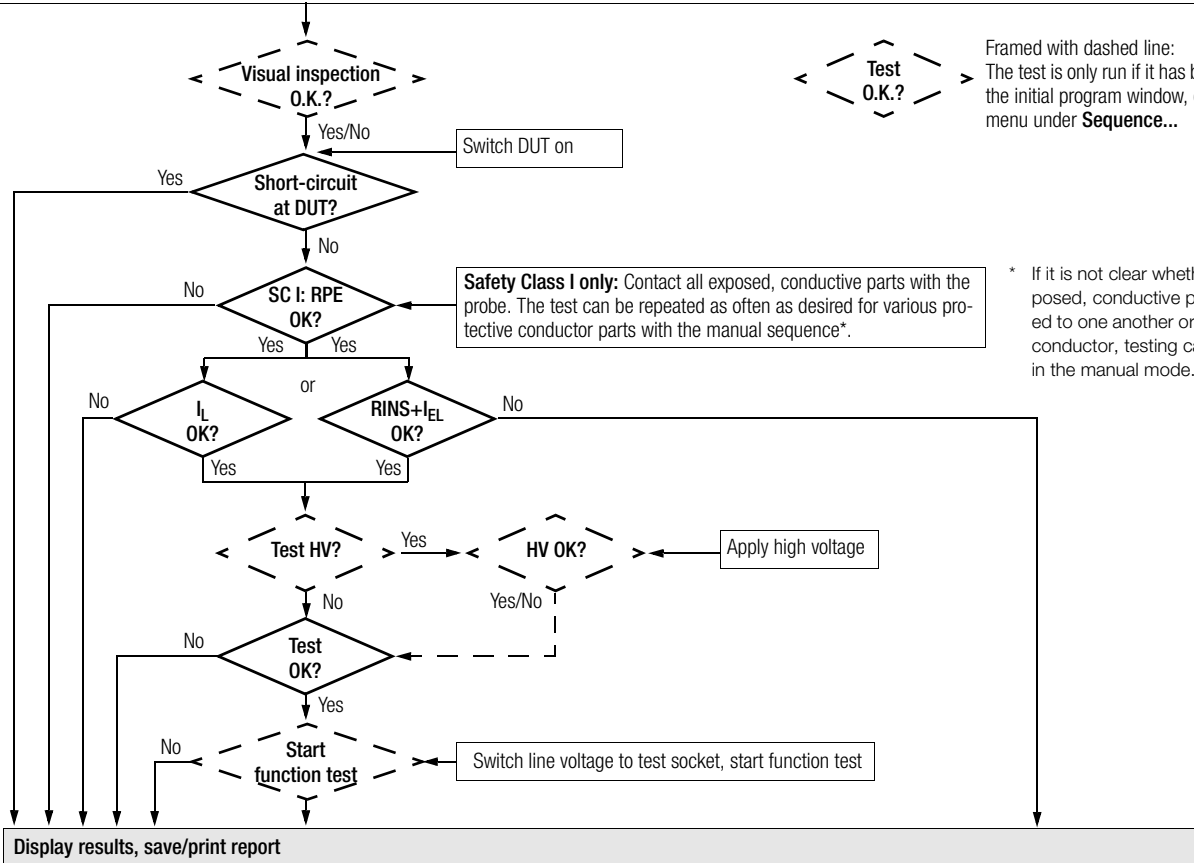 Visual inspection
O.K.?
Test
O.K.?
Framed with dashed line:
The test is only run if it has
the initial program window,
menu under Sequence...
Yes/No
Switch DUT on
Yes
Short-circuit
at DUT?
No
No
SC I: RPE
OK?
Safety Class I only: Contact all exposed, conductive parts with the
probe. The test can be repeated as often as desired for various pro-
tective conductor parts with the manual sequence*.
* If it is not clear
posed, conductive
ed to one another or
conductor, testing
in the manual mode.
Yes Yes
or
No
IL
OK?
RINS+IEL
OK?
No
Yes
Yes
Test HV?
Yes
HV OK?
Apply high voltage
No
Yes/No
No
Test
OK?
Yes
No
Start
function test
Switch line voltage to test socket, start function test
Display results, save/print report